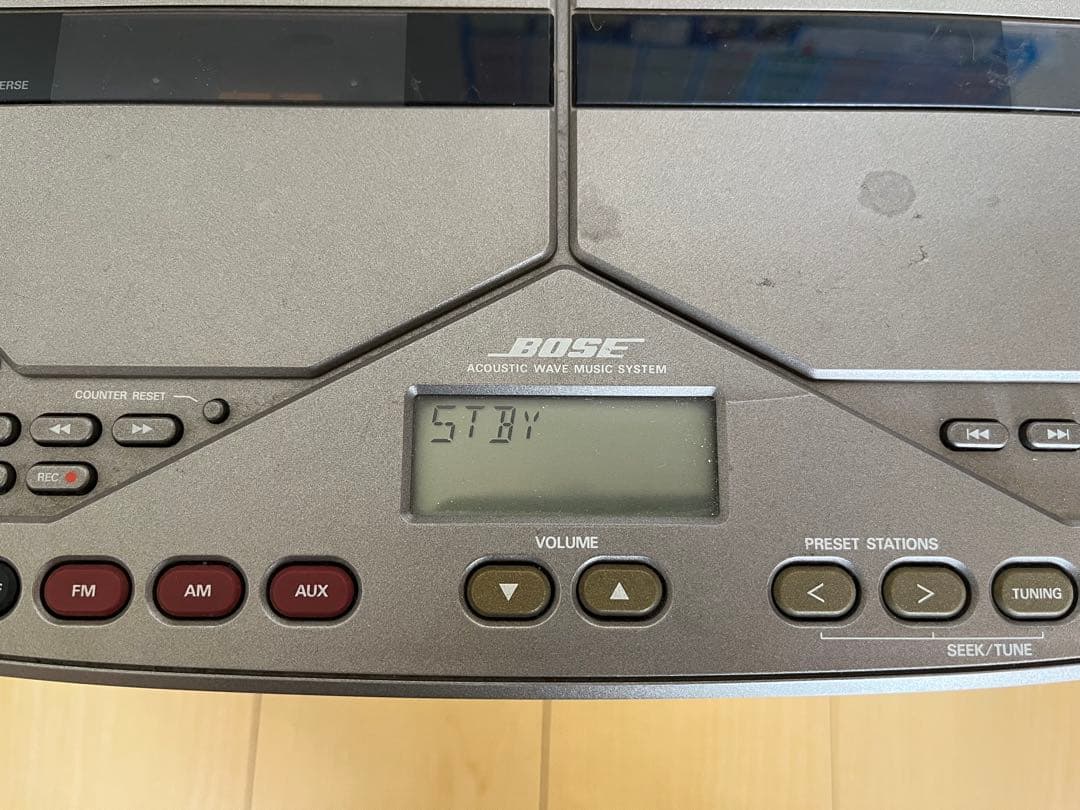 ERSE
BOSE
ACOUSTIC WAVE MUSIC SYSTEM
COUNTER RESET
STBY
REC
VOLUME
PRESET STATIONS
FM
AM
AUX
TUNING
SEEK/TUNE